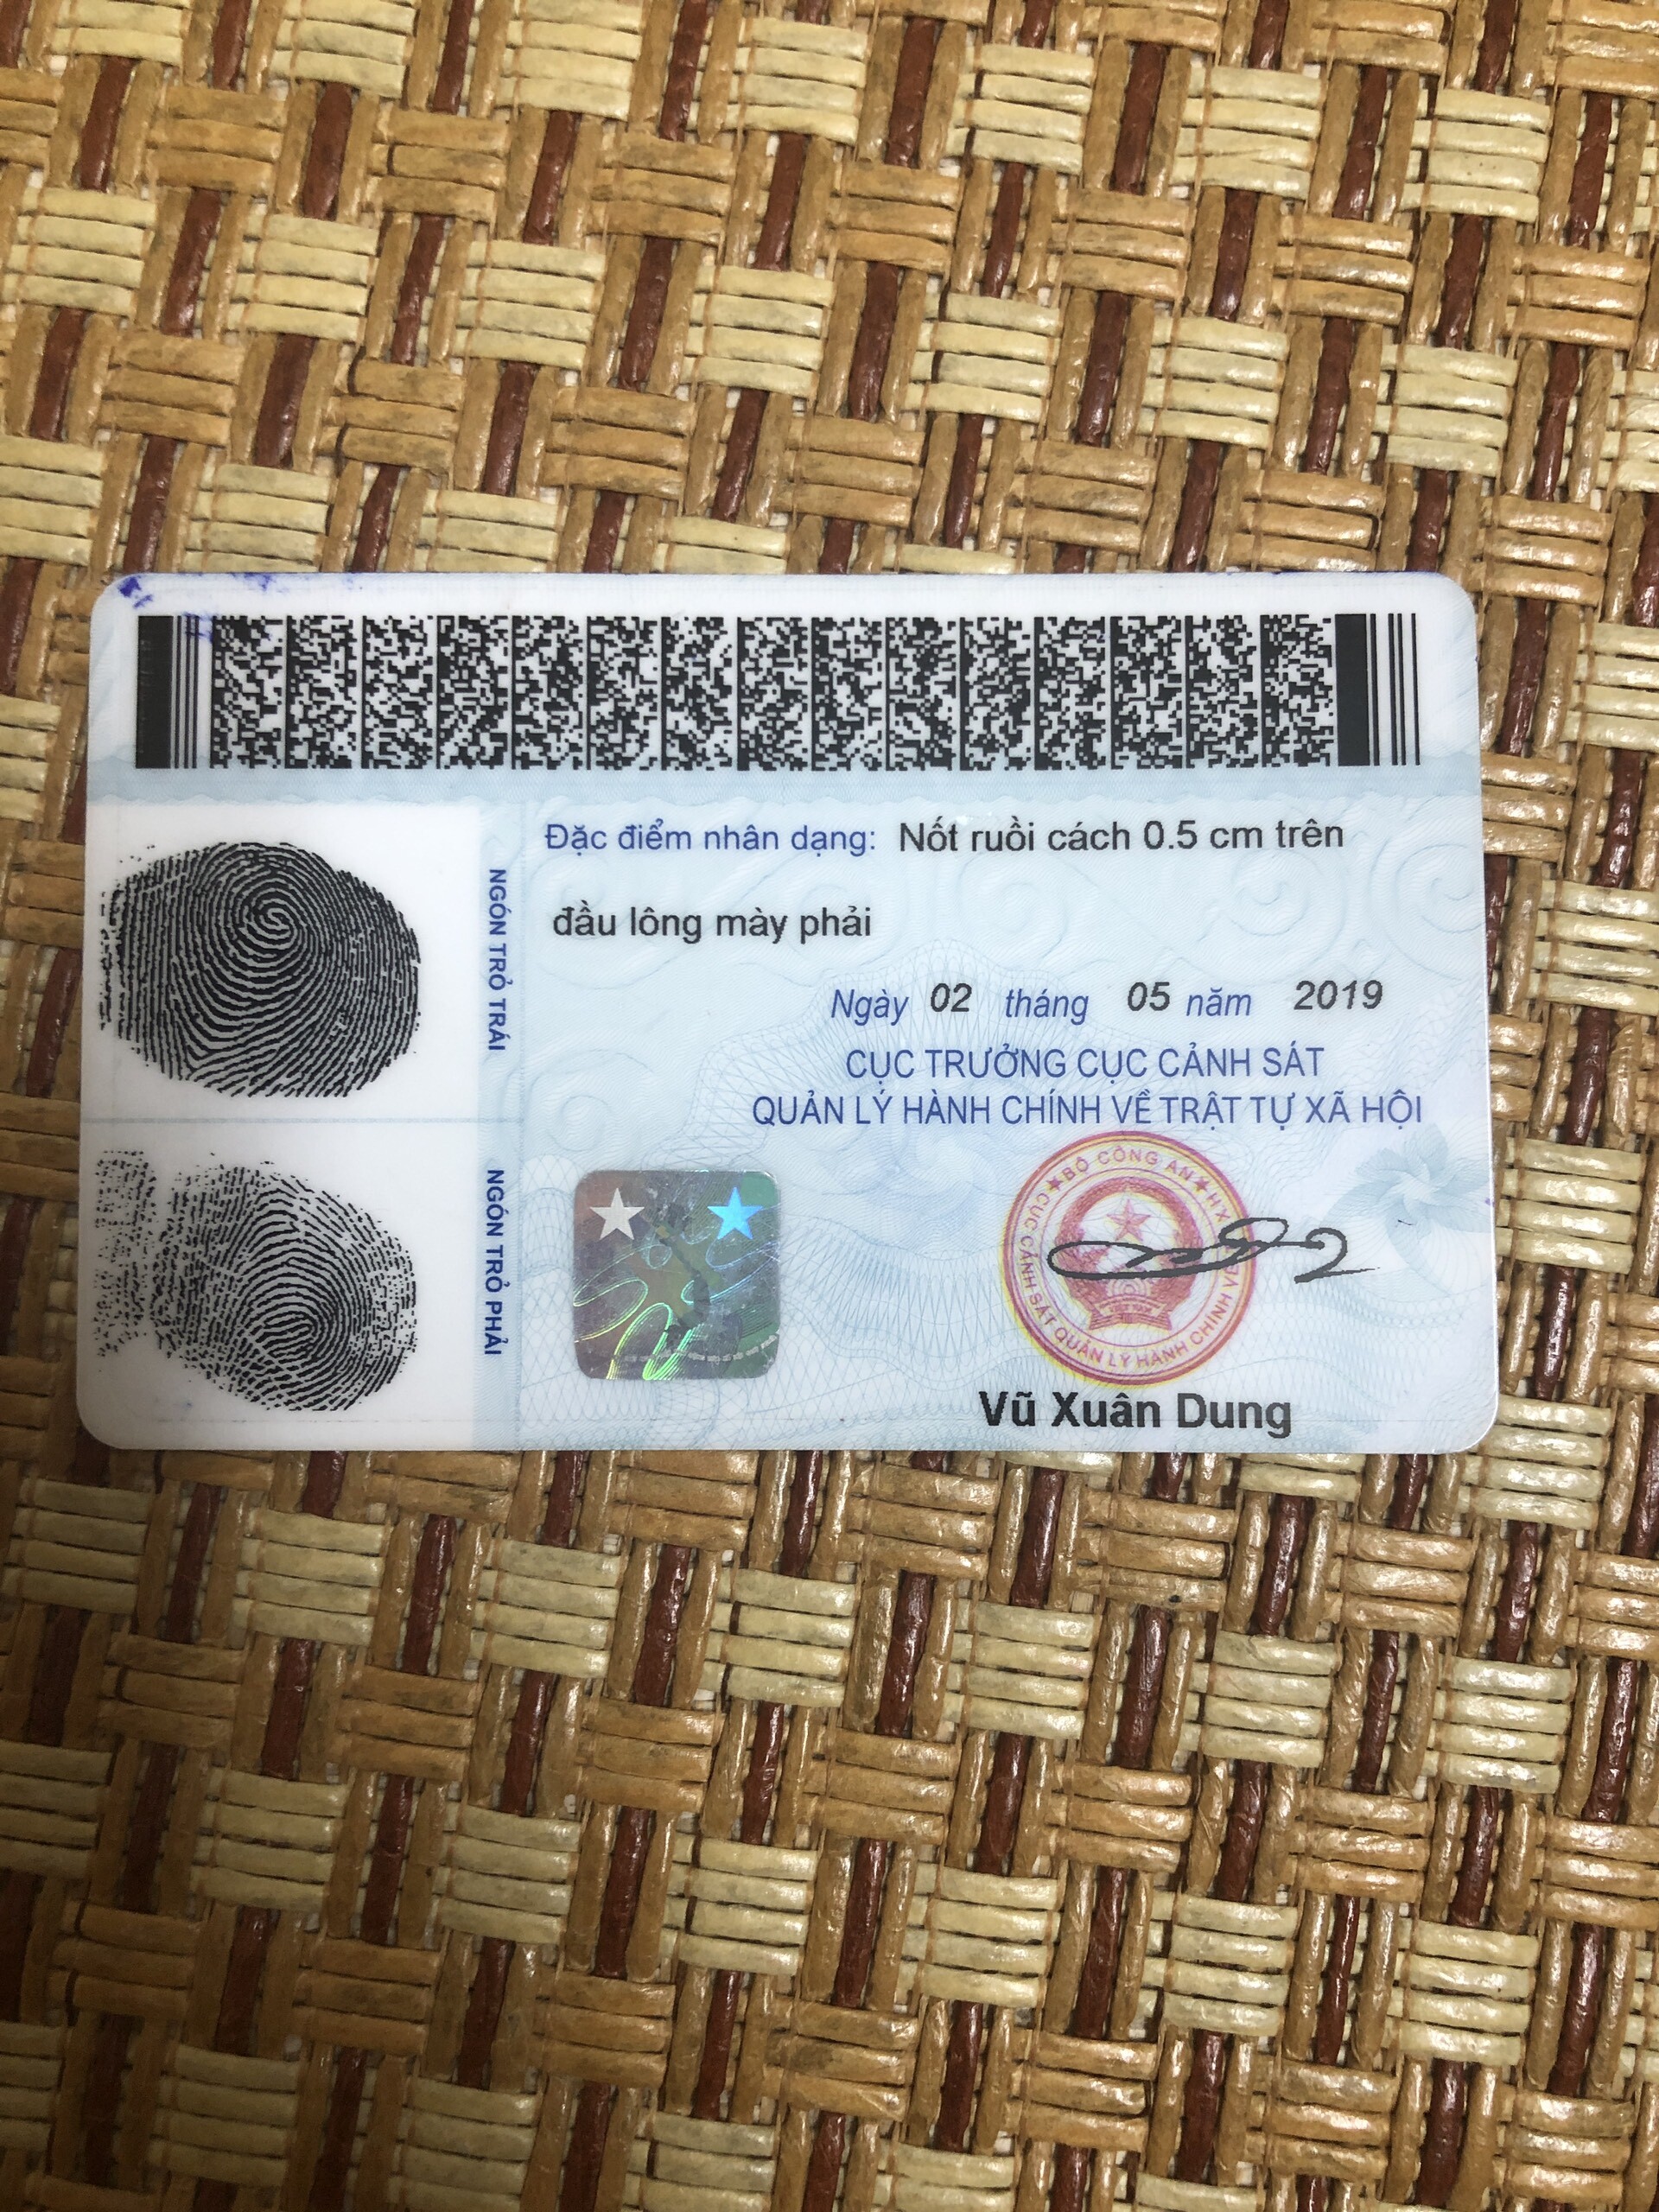 Đặc điểm nhân dạng: Nốt ruồi cách 0.5 cm trên
đầu lông mày phải
Ngày 02 tháng 05 năm 2019
CỤC TRƯỞNG CỤC CẢNH SÁT
QUẢN LÝ HÀNH CHÍNH VỀ TRẬT TỰ XÃ HỘI
NGÓN TRỎ TRÁI
NGÓN TRỎ PHẢI
BỘ CÔNG AN
CỤC CẢNH SÁT QUẢN LÝ HÀNH CHÍNH
VIỆT NAM
Vũ Xuân Dung